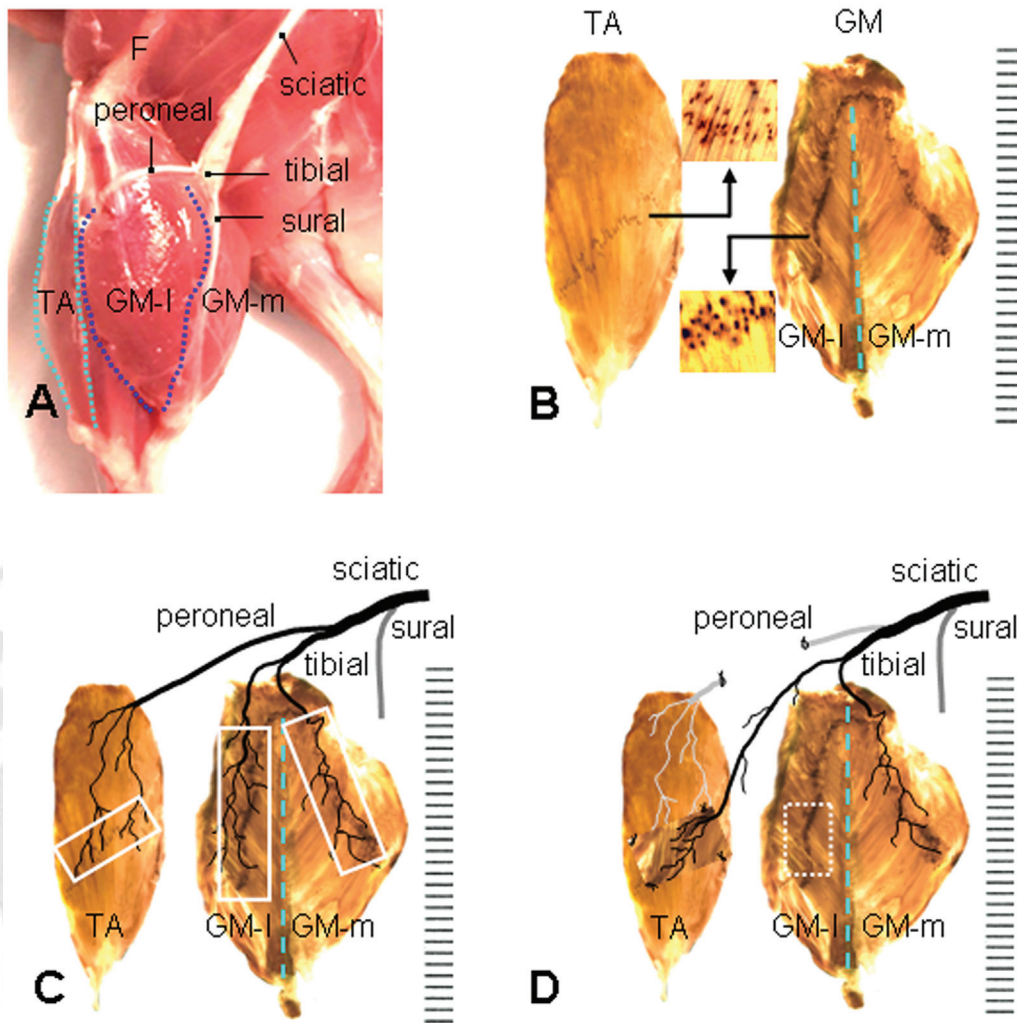 F
sciatic
peroneal
tibial
sural
TA
GM-l
GM-m
A
TA
GM
GM-l
GM-m
B
sciatic
peroneal
sural
tibial
TA
GM-l
GM-m
C
sciatic
peroneal
sural
tibial
TA
GM-l
GM-m
D